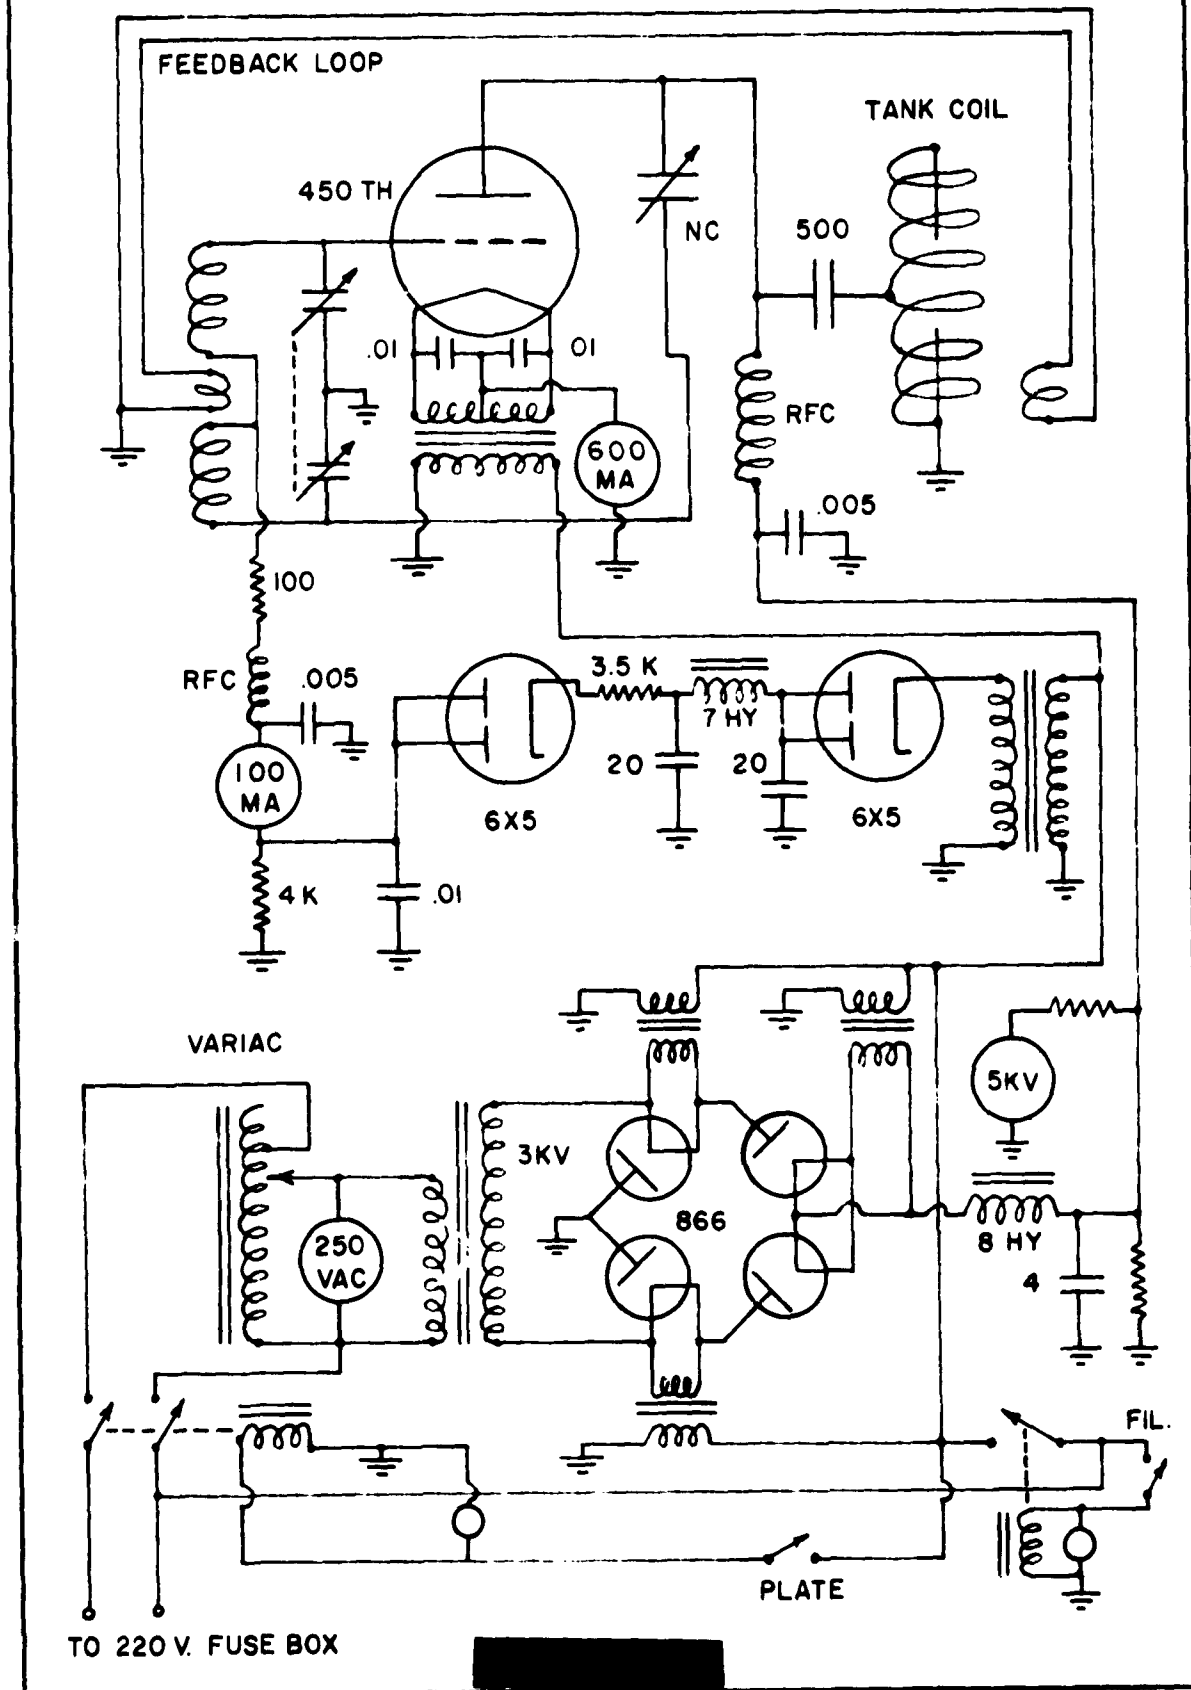 FEEDBACK LOOP
TANK COIL
450 TH
NC
500
.01
01
RFC
600
MA
.005
100
RFC
.005
3.5 K
7 HY
100
MA
20
20
6X5
6X5
4 K
.01
VARIAC
5KV
3KV
866
250
VAC
8 HY
4
FIL.
PLATE
TO 220 V. FUSE BOX